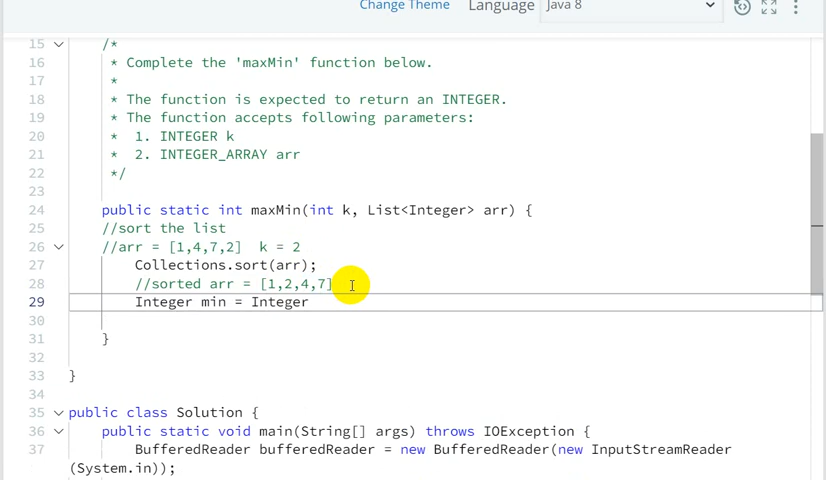 Change Theme Language Java 8
15 /*
16 * Complete the 'maxMin' function below.
17 *
18 * The function is expected to return an INTEGER.
19 * The function accepts following parameters:
20 * 1. INTEGER k
21 * 2. INTEGER_ARRAY arr
22 */
23
24 public static int maxMin(int k, List<Integer> arr) {
25 //sort the list
26 //arr = [1,4,7,2] k = 2
27 Collections.sort(arr);
28 //sorted arr = [1,2,4,7]
29 Integer min = Integer
30
31 }
32
33 }
34
35 public class Solution {
36 public static void main(String[] args) throws IOException {
37 BufferedReader bufferedReader = new BufferedReader(new InputStreamReader
(System.in));